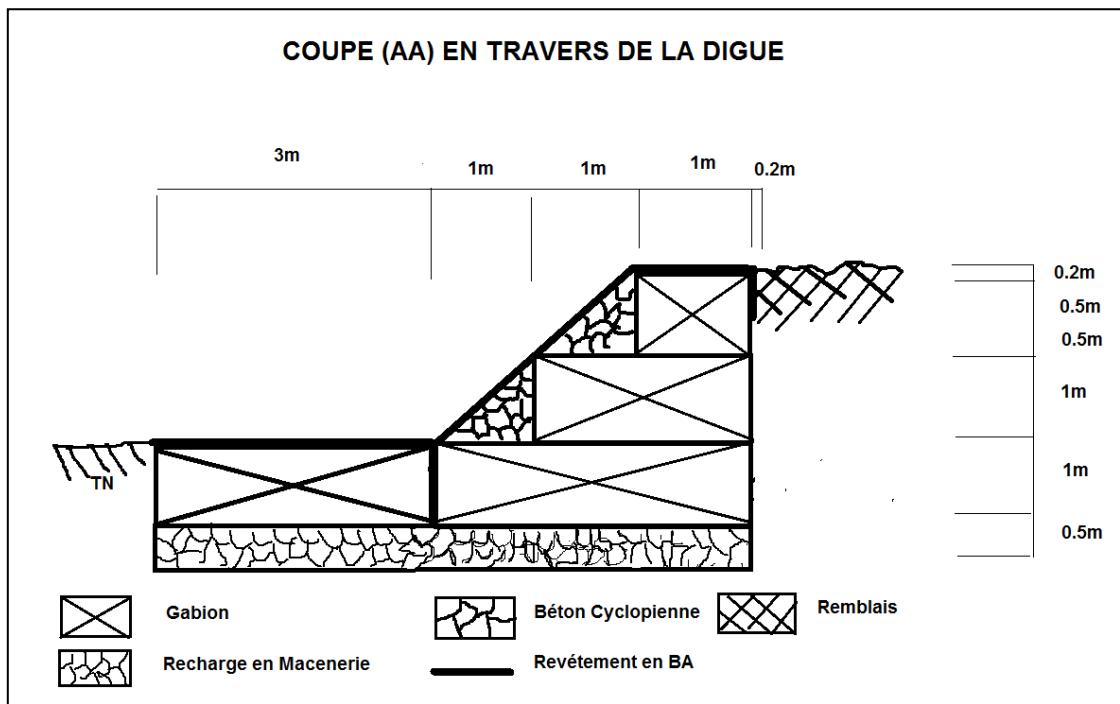 COUPE (AA) EN TRAVERS DE LA DIGUE
3m
1m
1m
1m
0.2m
0.2m
0.5m
0.5m
1m
1m
0.5m
TN
Gabion
Béton Cyclopienne
Remblais
Recharge en Macenerie
Revétement en BA